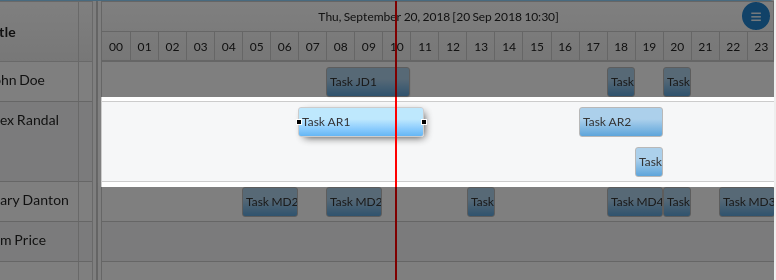 Thu, September 20, 2018 [20 Sep 2018 10:30]
tle 00 01 02 03 04 05 06 07 08 09 10 11 12 13 14 15 16 17 18 19 20 21 22 23
hn Doe Task JD1 Task Task
ex Randal Task AR1 Task AR2
Task
ary Danton Task MD2 Task MD2 Task Task MD4 Task Task MD3
m Price